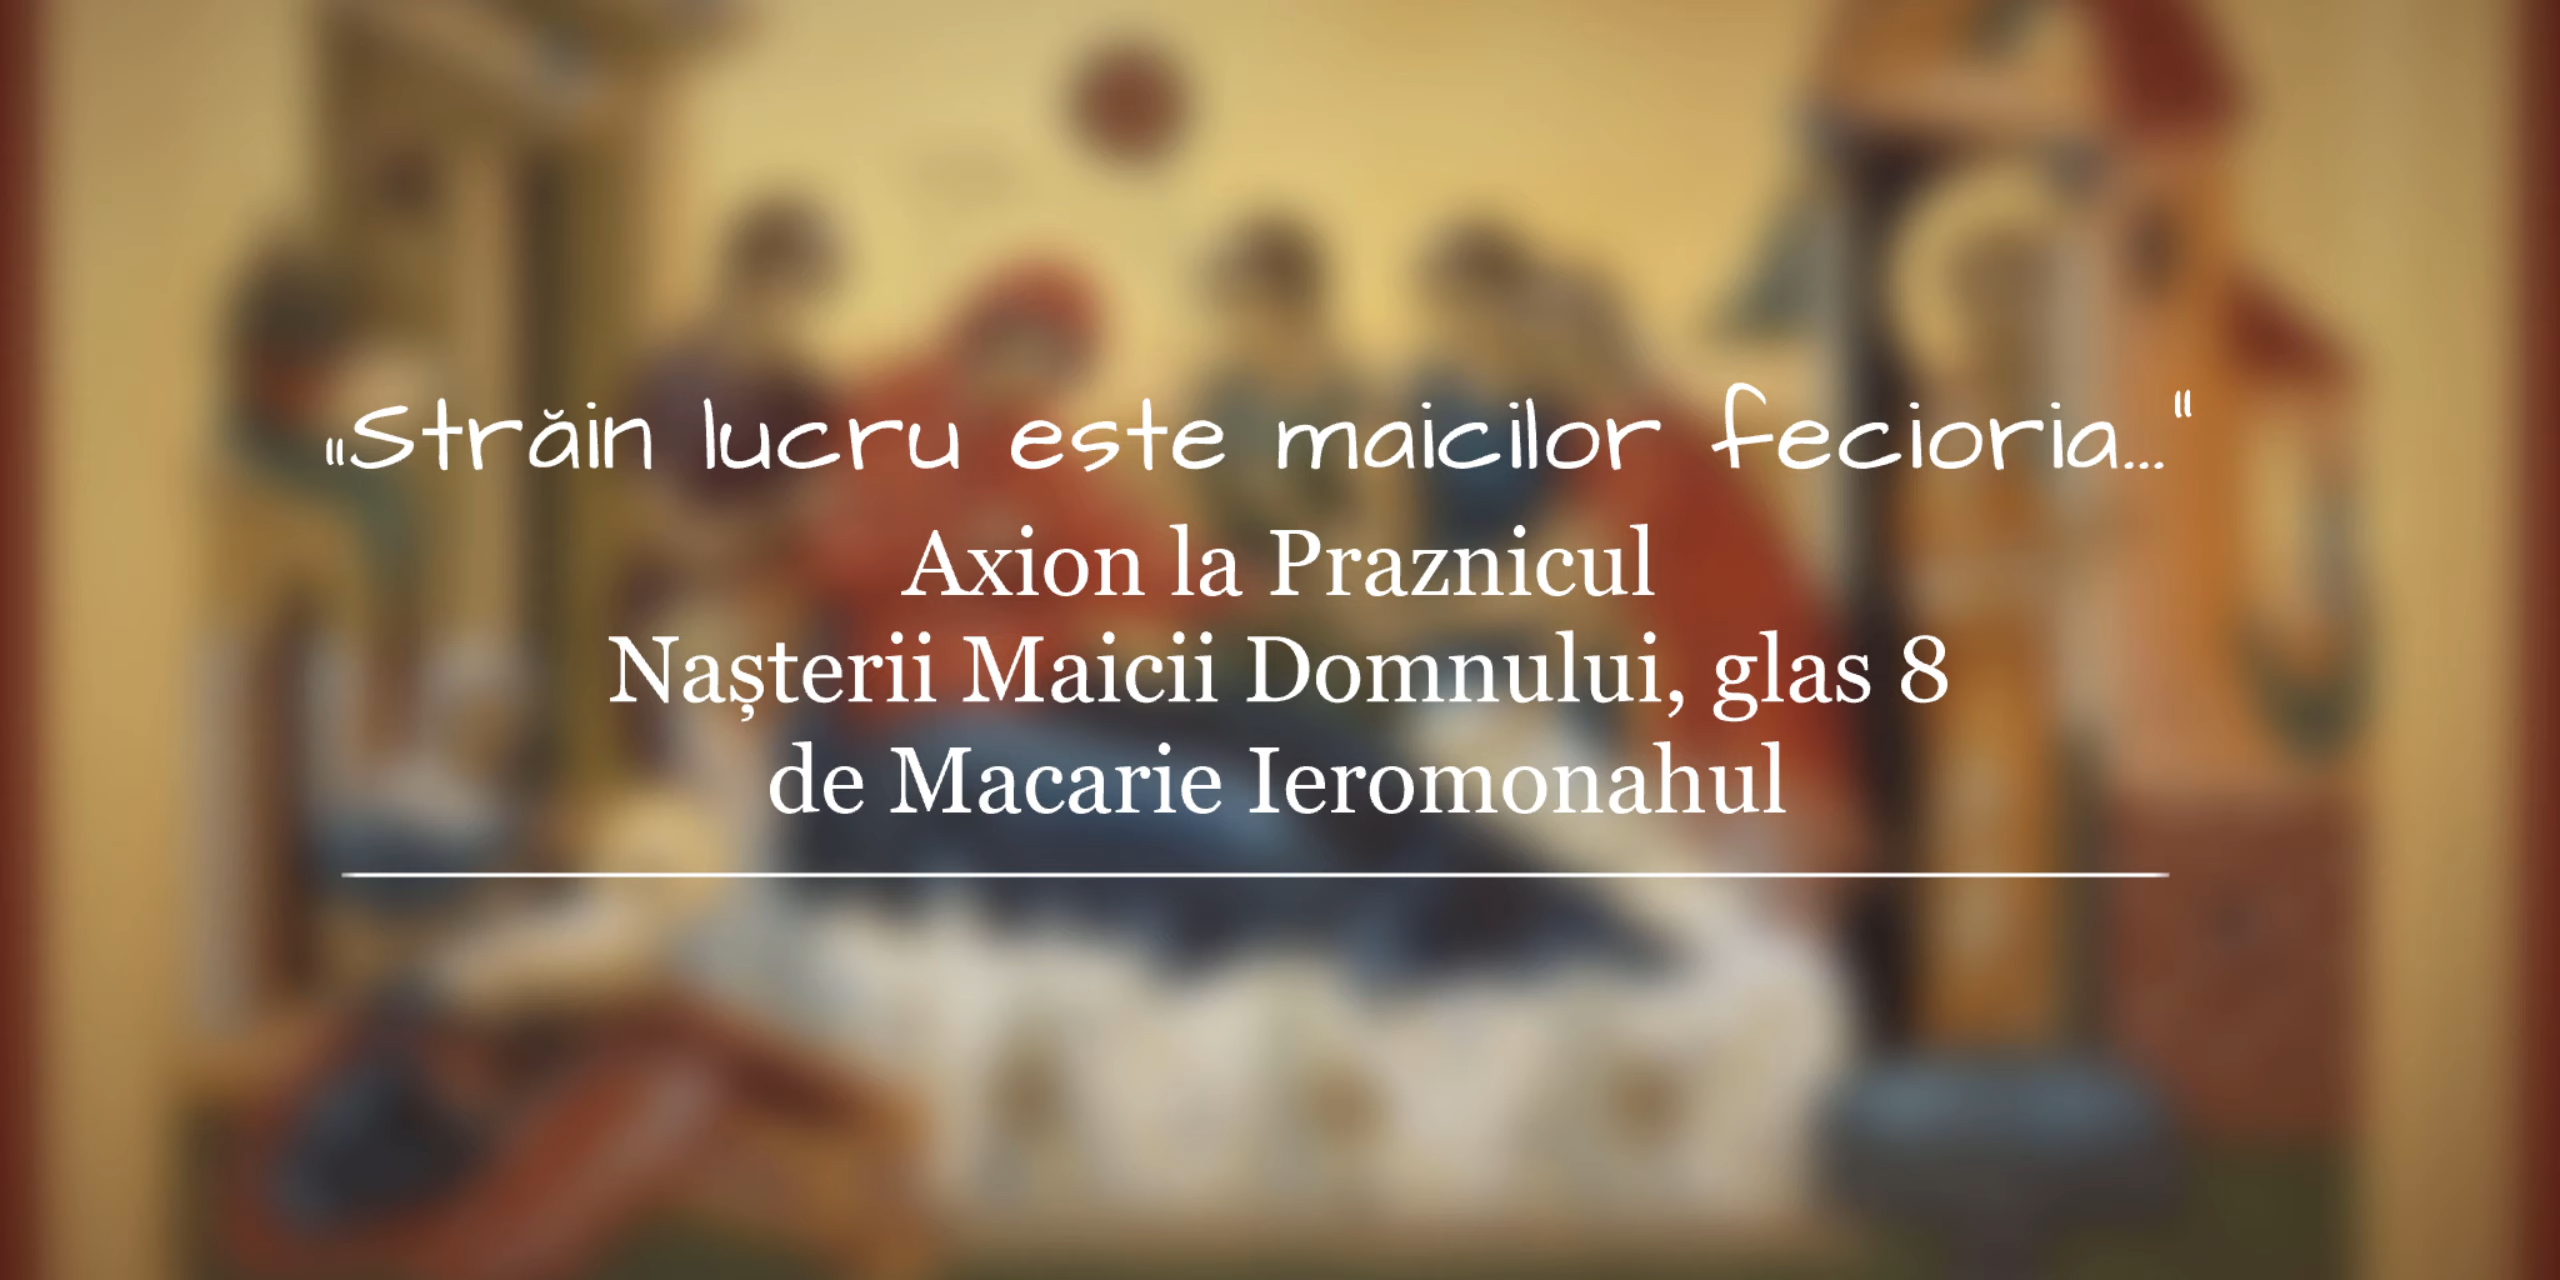 „Străin lucru este maicilor fecioria..."
Axion la Praznicul
Nașterii Maicii Domnului, glas 8
de Macarie Ieromonahul